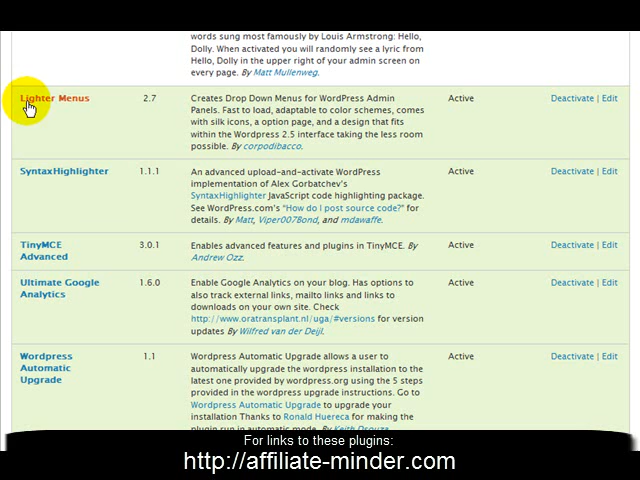 words sung most famously by Louis Armstrong: Hello,
Dolly. When activated you will randomly see a lyric from
Hello, Dolly in the upper right of your admin screen on
every page. By Matt Mullenweg.
Lighter Menus 2.7 Creates Drop Down Menus for WordPress Admin Active Deactivate | Edit
Panels. Fast to load, adaptable to color schemes, comes
with silk icons, a option page, and a design that fits
within the Wordpress 2.5 interface taking the less room
possible. By corpodibacco.
SyntaxHighlighter 1.1.1 An advanced upload-and-activate WordPress Active Deactivate | Edit
implementation of Alex Gorbatchev's
SyntaxHighlighter JavaScript code highlighting package.
See WordPress.com's "How do I post source code?" for
details. By Matt, Viper007Bond, and mdawaffe.
TinyMCE 3.0.1 Enables advanced features and plugins in TinyMCE. By Active Deactivate | Edit
Advanced Andrew Ozz.
Ultimate Google 1.6.0 Enable Google Analytics on your blog. Has options to Active Deactivate | Edit
Analytics also track external links, mailto links and links to
downloads on your own site. Check
http://www.oratransplant.nl/uga/#versions for version
updates By Wilfred van der Deijl.
Wordpress 1.1 Wordpress Automatic Upgrade allows a user to Active Deactivate | Edit
Automatic automatically upgrade the wordpress installation to the
Upgrade latest one provided by wordpress.org using the 5 steps
provided in the wordpress upgrade instructions. Go to
Wordpress Automatic Upgrade to upgrade your
installation Thanks to Ronald Huereca for making the
plugin run in automatic mode. By Keith Dsouza.
For links to these plugins:
http://affiliate-minder.com